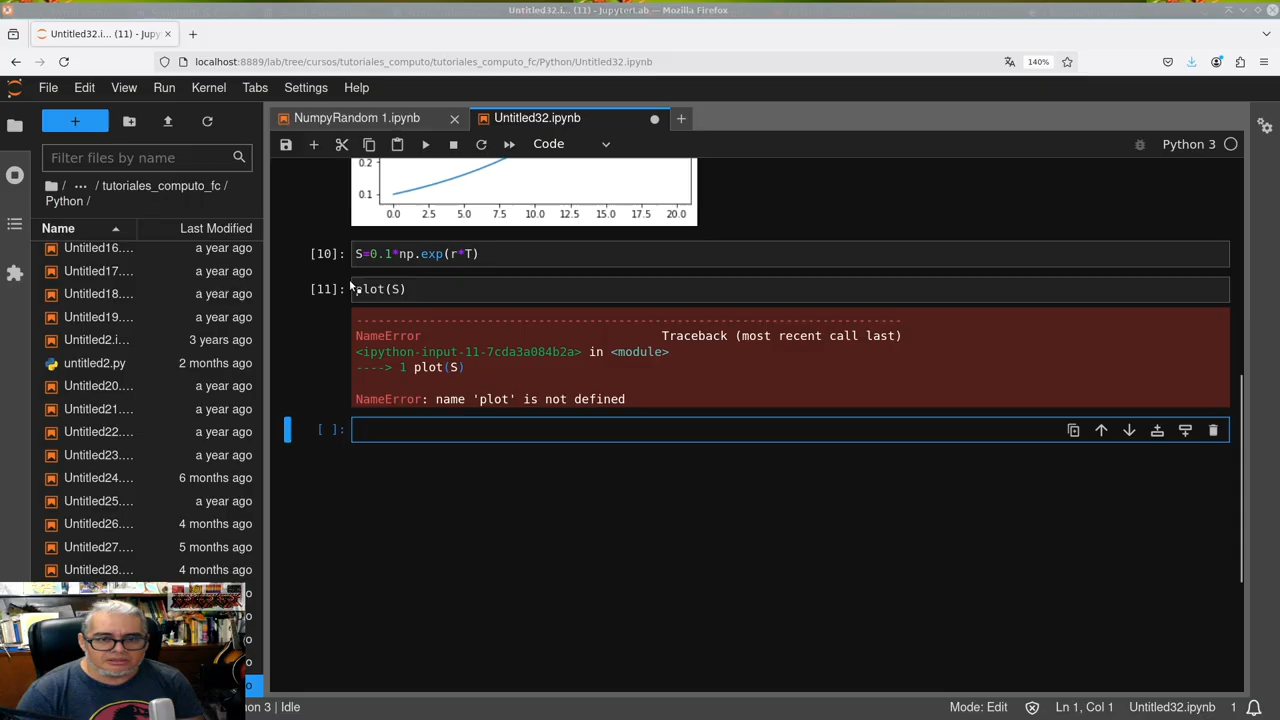 Untitled32.i... (11) - JupyterLab — Mozilla Firefox
Untitled32.i... (11) - Jupy
localhost:8889/lab/tree/cursos/tutoriales_computo/tutoriales_computo_fc/Python/Untitled32.ipynb
140%
File Edit View Run Kernel Tabs Settings Help
NumpyRandom 1.ipynb
Untitled32.ipynb
Code
Python 3
Filter files by name
/ ... / tutoriales_computo_fc /
Python /
Name Last Modified
Untitled16.... a year ago
Untitled17.... a year ago
Untitled18.... a year ago
Untitled19.... a year ago
Untitled2.i... 3 years ago
untitled2.py 2 months ago
Untitled20.... a year ago
Untitled21.... a year ago
Untitled22.... a year ago
Untitled23.... a year ago
Untitled24.... 6 months ago
Untitled25.... a year ago
Untitled26.... 4 months ago
Untitled27.... 5 months ago
Untitled28.... 4 months ago
0.2
0.1
0.0 2.5 5.0 7.5 10.0 12.5 15.0 17.5 20.0
[10]: S=0.1*np.exp(r*T)
[11]: plot(S)
---------------------------------------------------------------------------
NameError Traceback (most recent call last)
<ipython-input-11-7cda3a084b2a> in <module>
----> 1 plot(S)
NameError: name 'plot' is not defined
[ ]:
on 3 | Idle
Mode: Edit
Ln 1, Col 1
Untitled32.ipynb
1